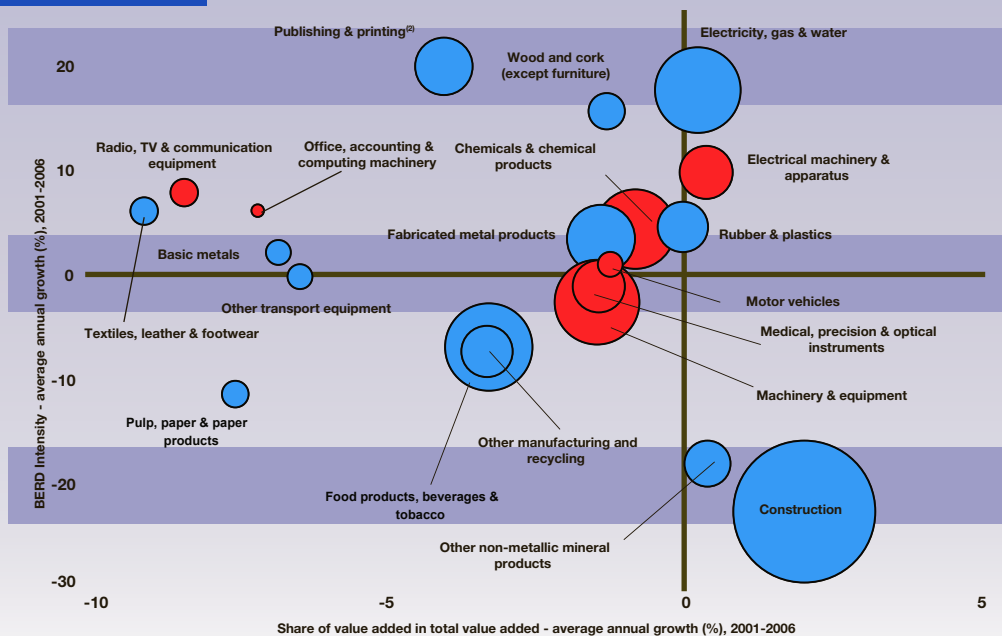 Publishing & printing(2)
Electricity, gas & water
Wood and cork
(except furniture)
20
Radio, TV & communication
equipment
Office, accounting &
computing machinery
Chemicals & chemical
products
Electrical machinery &
apparatus
10
Fabricated metal products
Rubber & plastics
Basic metals
0
Other transport equipment
Motor vehicles
Textiles, leather & footwear
Medical, precision & optical
instruments
-10
Machinery & equipment
Pulp, paper & paper
products
Other manufacturing and
recycling
-20
Food products, beverages &
tobacco
Construction
Other non-metallic mineral
products
-30
BERD Intensity - average annual growth (%), 2001-2006
-10
-5
0
5
Share of value added in total value added - average annual growth (%), 2001-2006